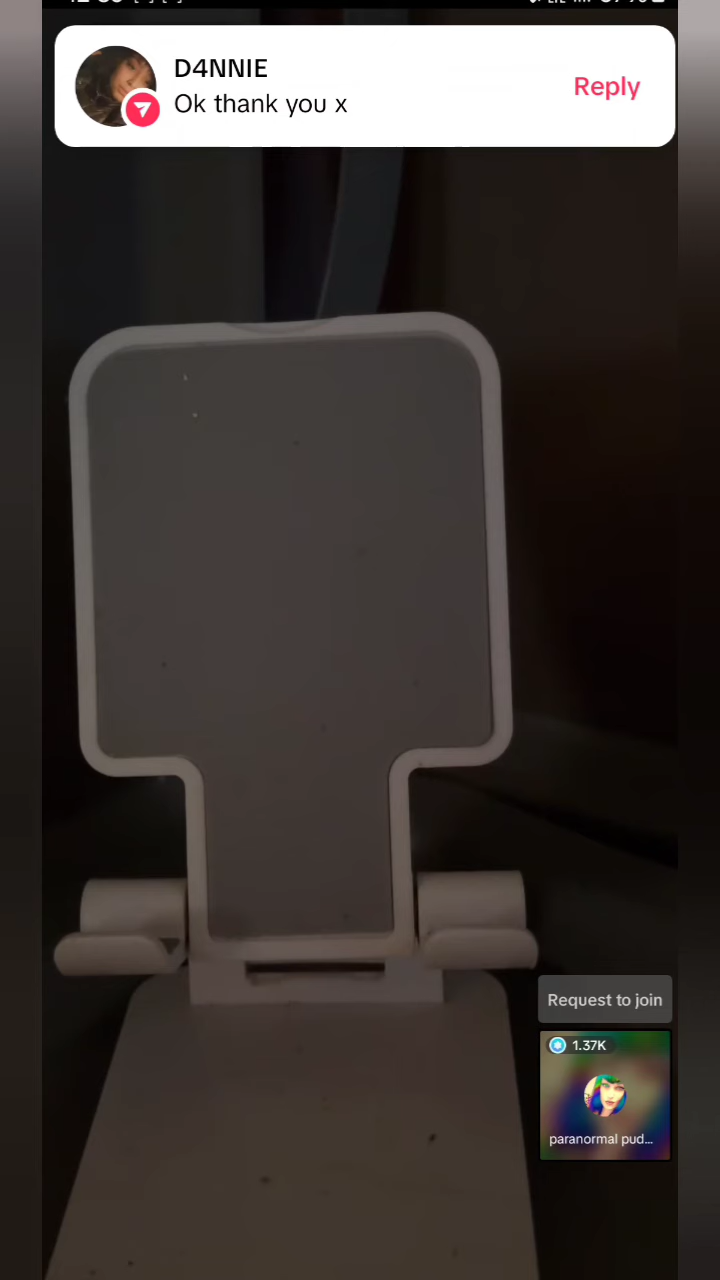 D4NNIE
Ok thank you x
Reply
Request to join
1.37K
paranormal pud...